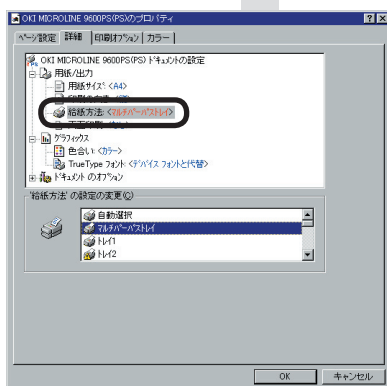 OKI MICROLINE 9600PS(PS)のプロパティ
ページ設定 詳細 印刷オプション カラー
OKI MICROLINE 9600PS(PS) ドキュメントの設定
用紙/出力
用紙サイズ: <A4>
給紙方法: <マルチパーパストレイ>
グラフィックス
色合い: <カラー>
TrueType フォント: <デバイス フォントと代替>
ドキュメント のオプション
'給紙方法' の設定の変更(C)
自動選択
マルチパーパストレイ
トレイ1
トレイ2
OK キャンセル